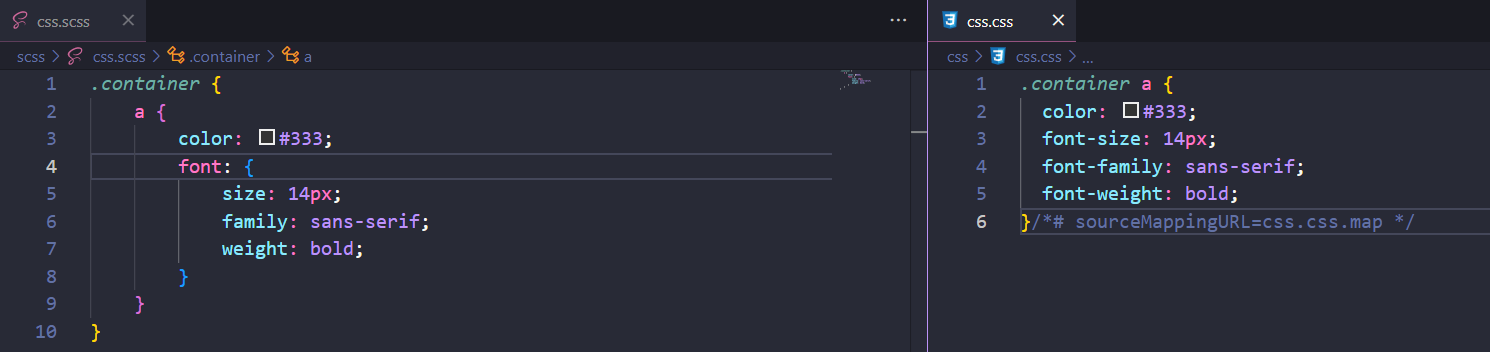 css.scss
scss > css.scss > .container > a
1 .container {
2 a {
3 color: #333;
4 font: {
5 size: 14px;
6 family: sans-serif;
7 weight: bold;
8 }
9 }
10 }
css.css
css > css.css > ...
1 .container a {
2 color: #333;
3 font-size: 14px;
4 font-family: sans-serif;
5 font-weight: bold;
6 }/*# sourceMappingURL=css.css.map */